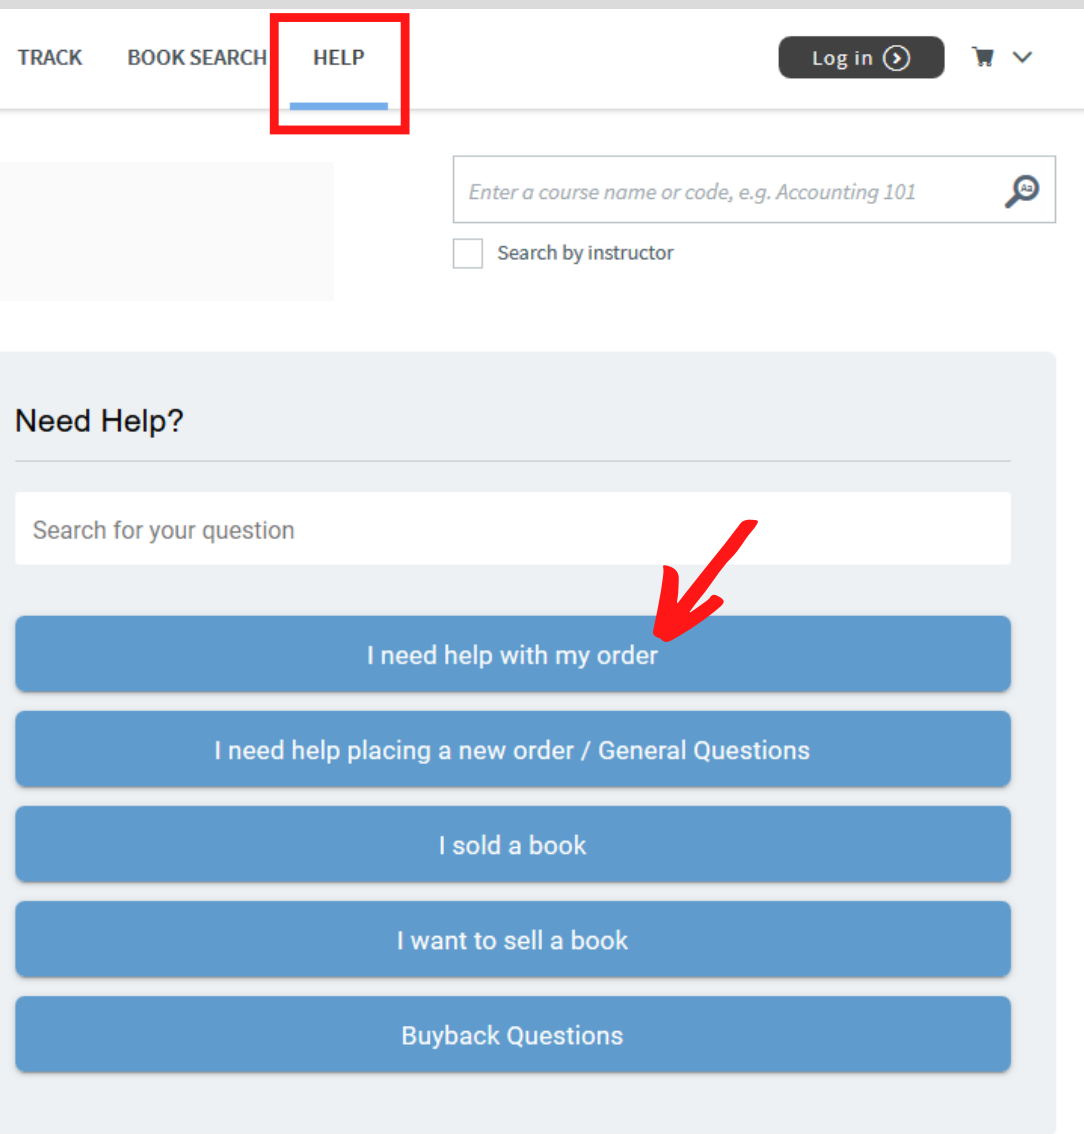 TRACK BOOK SEARCH HELP Log in
Enter a course name or code, e.g. Accounting 101
Aa
Search by instructor
Need Help?
Search for your question
I need help with my order
I need help placing a new order / General Questions
I sold a book
I want to sell a book
Buyback Questions